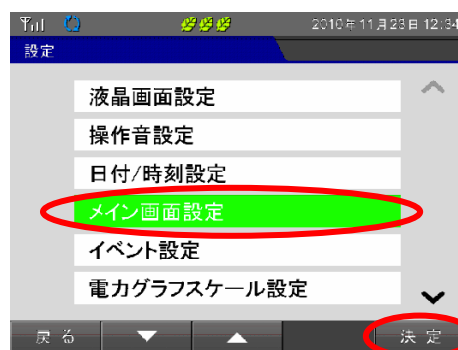 2010年11月23日 12:34
設定
液晶画面設定
操作音設定
日付/時刻設定
メイン画面設定
イベント設定
電力グラフスケール設定
戻る 決定